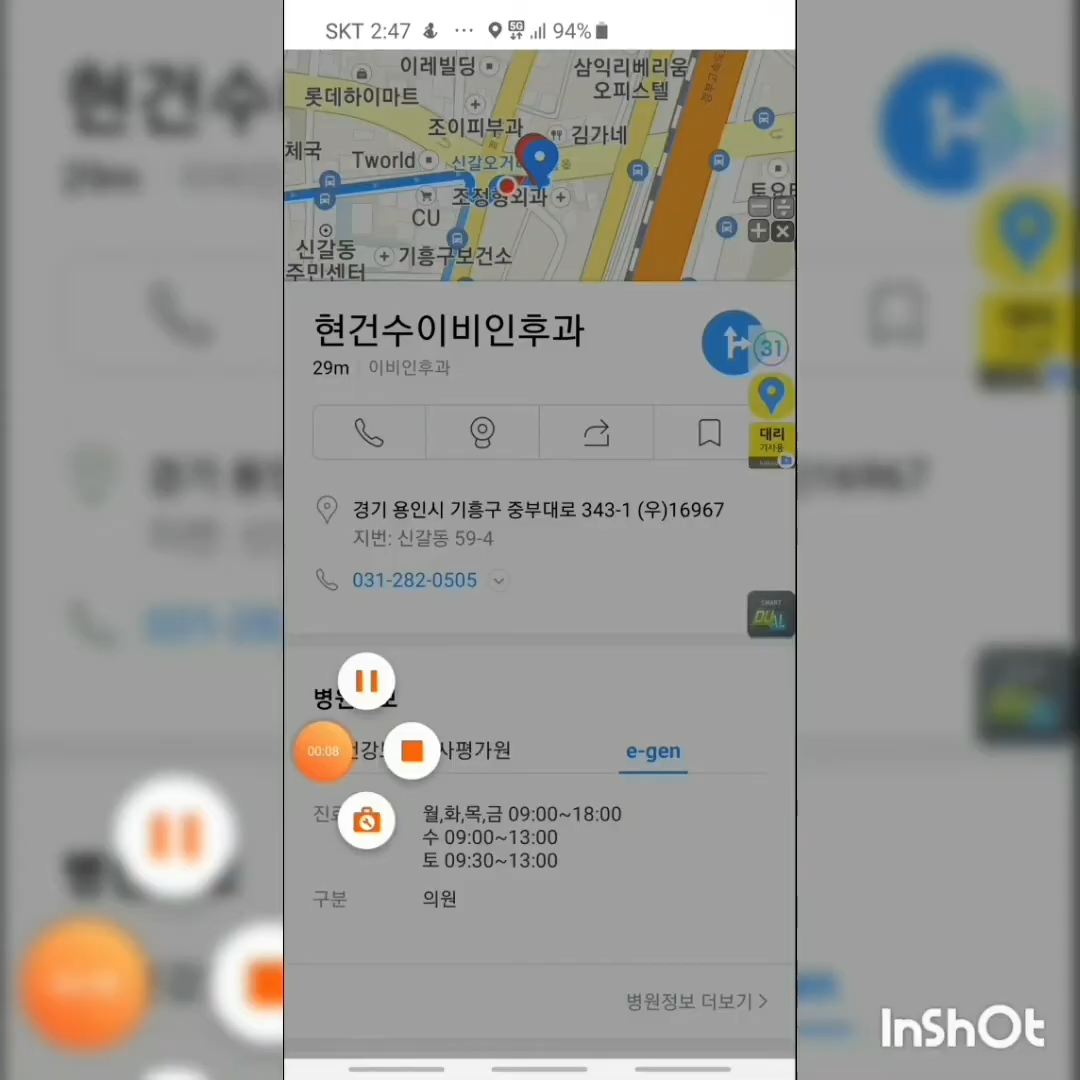 SKT 2:47 ··· 5G 94%
이레빌딩
삼익리베리움
오피스텔
롯데하이마트
조이피부과
김가네
체국
Tworld
신갈오거
조정형외과
CU
신갈동
주민센터
기흥구보건소
현건수이비인후과
31
29m 이비인후과
대리
기사용
경기 용인시 기흥구 중부대로 343-1 (우)16967
지번: 신갈동 59-4
031-282-0505
SMART
DUAL
00:08
사평가원
e-gen
월,화,목,금 09:00~18:00
수 09:00~13:00
토 09:30~13:00
구분 의원
병원정보 더보기 >
InShOt